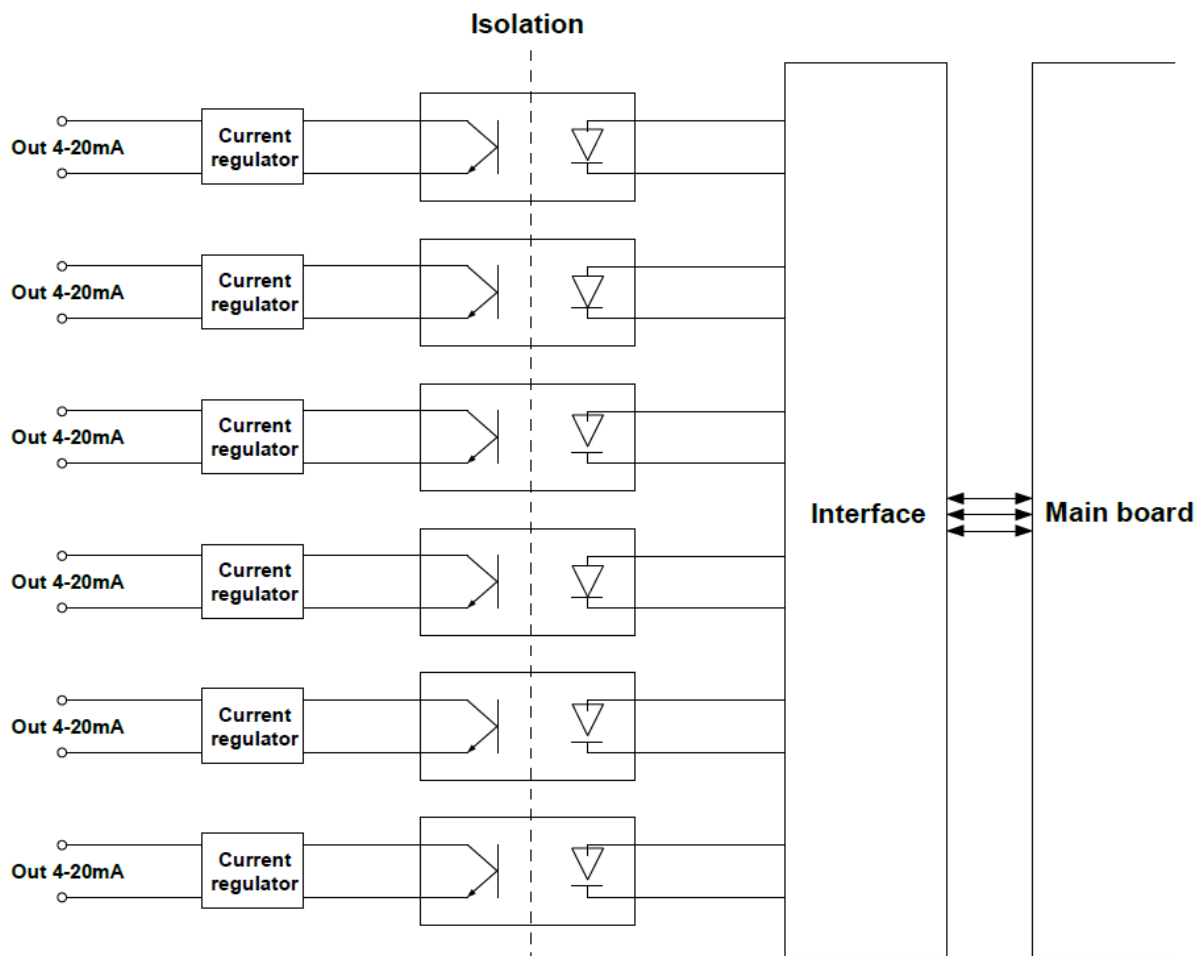 Isolation
Out 4-20mA
Current
regulator
Out 4-20mA
Current
regulator
Out 4-20mA
Current
regulator
Interface
Main board
Out 4-20mA
Current
regulator
Out 4-20mA
Current
regulator
Out 4-20mA
Current
regulator